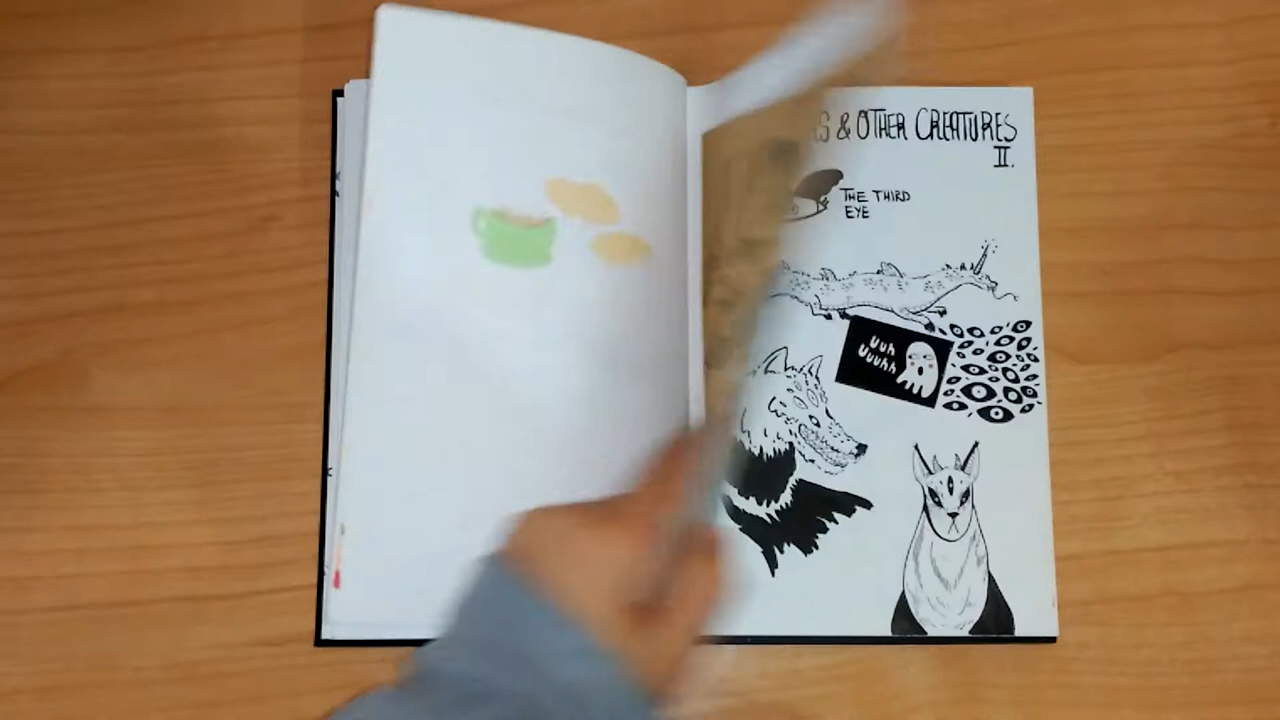 & OTHER CREATURES
II.
THE THIRD
EYE
UUH
UUUHH